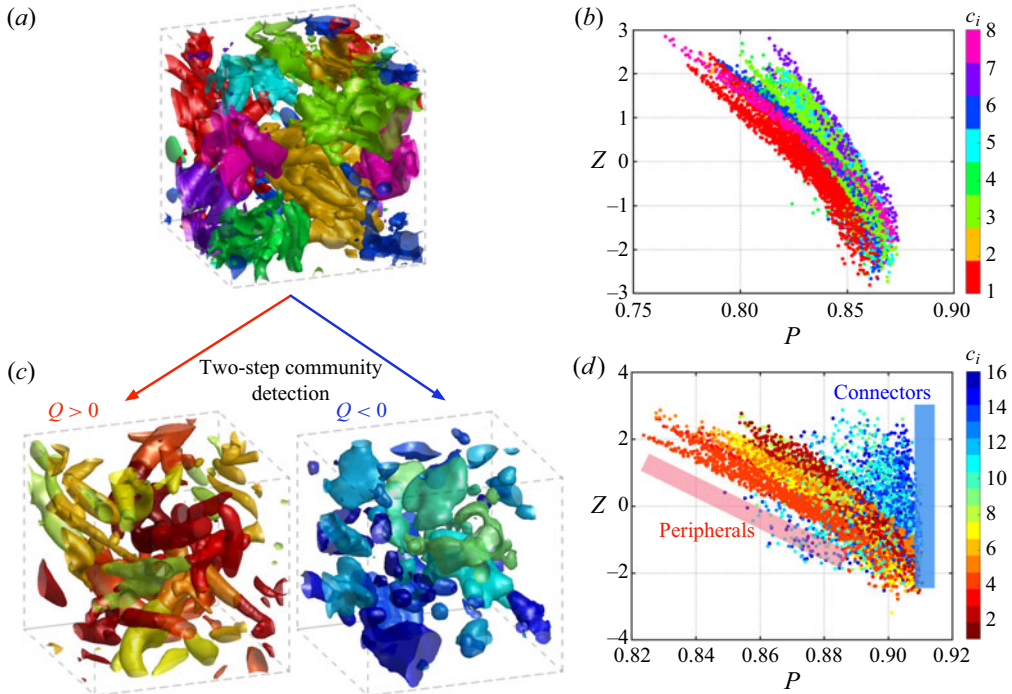 (a)
(b)
c_i
3
2
1
Z 0
–1
–2
–3
0.75 0.80 0.85 0.90
P
8
7
6
5
4
3
2
1
(c)
Two-step community
detection
Q > 0
Q < 0
(d)
c_i
4
2
Z 0
–2
–4
0.82 0.84 0.86 0.88 0.90 0.92
P
Connectors
Peripherals
16
14
12
10
8
6
4
2